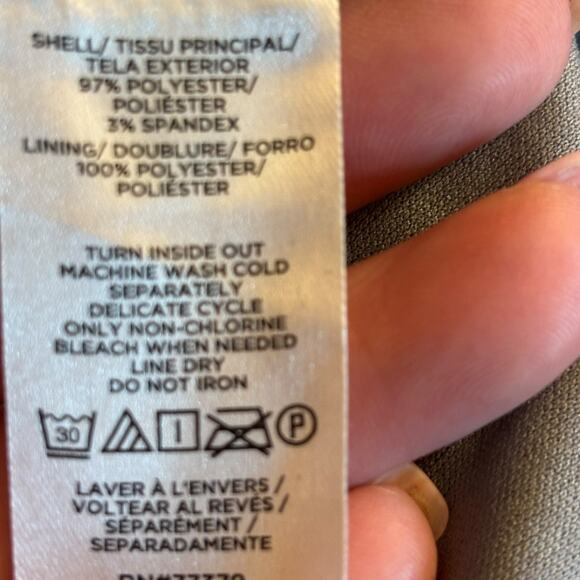 SHELL/ TISSU PRINCIPAL/
TELA EXTERIOR
97% POLYESTER/
POLIÉSTER
3% SPANDEX
LINING/ DOUBLURE/ FORRO
100% POLYESTER/
POLIÉSTER
TURN INSIDE OUT
MACHINE WASH COLD
SEPARATELY
DELICATE CYCLE
ONLY NON-CHLORINE
BLEACH WHEN NEEDED
LINE DRY
DO NOT IRON
30 P
LAVER À L'ENVERS /
VOLTEAR AL REVÉS /
SÉPARÉMENT /
SEPARADAMENTE